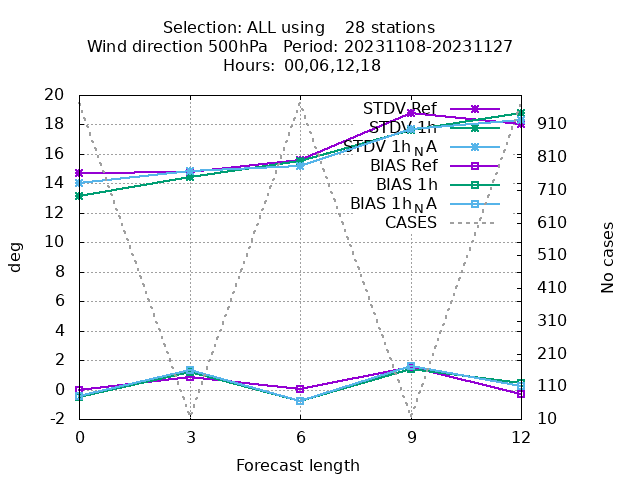 Selection: ALL using 28 stations
Wind direction 500hPa Period: 20231108-20231127
Hours: 00,06,12,18
20
18
16
14
12
10
8
6
4
2
0
-2
deg
STDV Ref
STDV 1h
STDV 1hNA
BIAS Ref
BIAS 1h
BIAS 1hNA
CASES
910
810
710
610
510
410
310
210
110
10
No cases
0 3 6 9 12
Forecast length